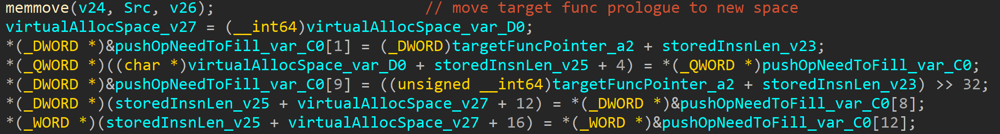 memmove(v24, Src, v26); // move target func prologue to new space
virtualAllocSpace_v27 = (__int64)virtualAllocSpace_var_D0;
*(_DWORD *)&pushOpNeedToFill_var_C0[1] = (_DWORD)targetFuncPointer_a2 + storedInsnLen_v23;
*(_QWORD *)((char *)virtualAllocSpace_var_D0 + storedInsnLen_v25 + 4) = *(_QWORD *)pushOpNeedToFill_var_C0;
*(_DWORD *)&pushOpNeedToFill_var_C0[9] = ((unsigned __int64)targetFuncPointer_a2 + storedInsnLen_v23) >> 32;
*(_DWORD *)(storedInsnLen_v25 + virtualAllocSpace_v27 + 12) = *(_DWORD *)&pushOpNeedToFill_var_C0[8];
*(_WORD *)(storedInsnLen_v25 + virtualAllocSpace_v27 + 16) = *(_WORD *)&pushOpNeedToFill_var_C0[12];